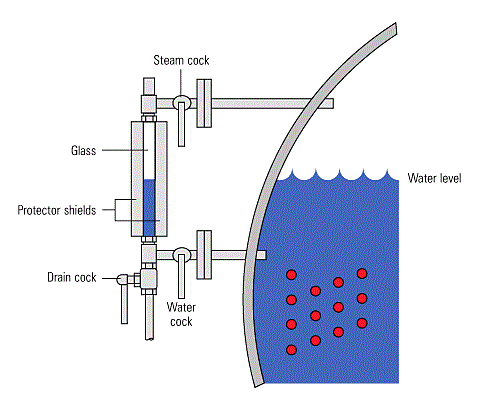 Steam cock
Glass
Water level
Protector shields
Drain cock
Water
cock